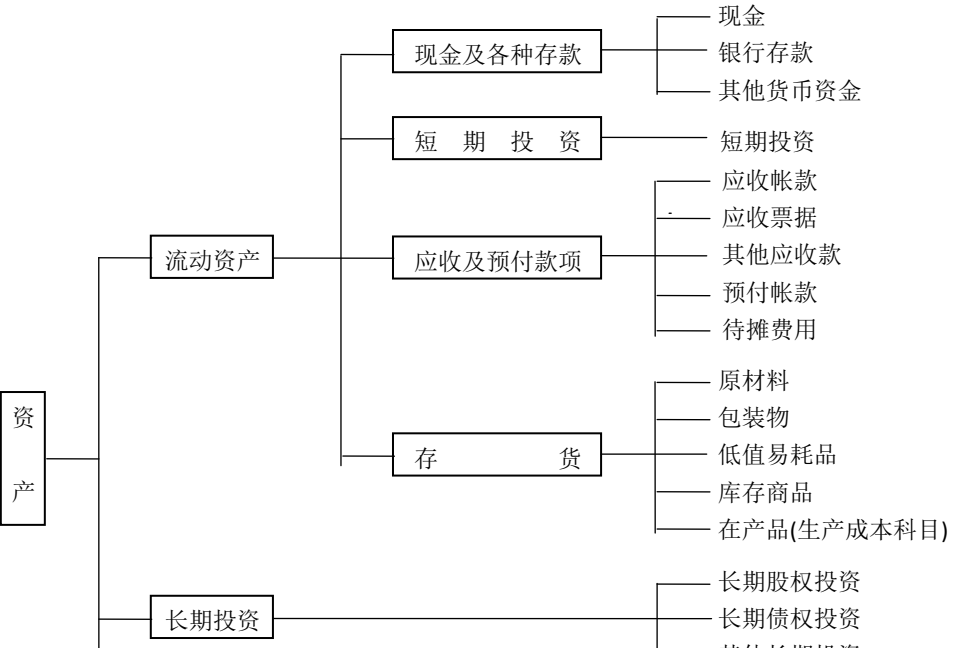 现金
银行存款
其他货币资金
现金及各种存款
短期投资
短期投资
应收帐款
应收票据
其他应收款
预付帐款
待摊费用
应收及预付款项
流动资产
原材料
包装物
低值易耗品
库存商品
在产品(生产成本科目)
存货
资产
长期投资
长期股权投资
长期债权投资